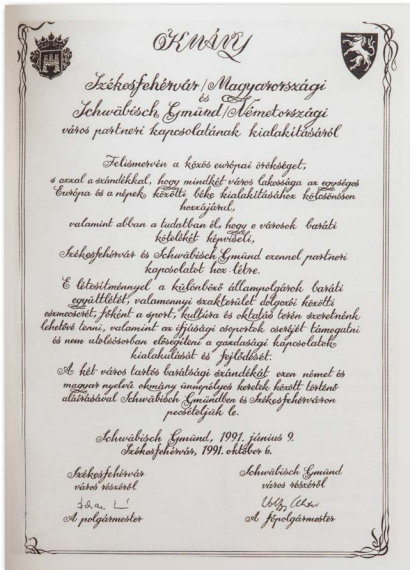 OKMÁNY
Székesfehérvár/Magyarországi
és
Schwäbisch Gmünd/Németországi
város partneri kapcsolatának kialakításáról
Felismervén a közös európai örökséget,
s azzal a szándékkal, hogy mindkét város lakossága az egységes
Európa és a népek közötti béke kialakításához kölcsönösen
hozzájárul,
valamint abban a tudatban él, hogy e városok baráti
kötelékét képviseli,
Székesfehérvár és Schwäbisch Gmünd ezennel partneri
kapcsolatot hoz létre.
E létesítménnyel a különböző állampolgárok baráti
együttlétét, valamennyi szakterület dolgozói közötti
eszmecserét, főként a sport, kultúra és oktatás terén szeretnénk
lehetővé tenni, valamint az ifjúsági csoportok cseréjét támogatni
és nem utolsósorban elősegíteni a gazdasági kapcsolatok
kialakulását és fejlődését.
A két város tartós barátsági szándékát ezen német és
magyar nyelvű okmány ünnepélyes keretek között történő
aláírásával Schwäbisch Gmündben és Székesfehérváron
pecsételjük le.
Schwäbisch Gmünd, 1991. június 9.
Székesfehérvár, 1991. október 6.
Székesfehérvár
város részéről
A polgármester
Schwäbisch Gmünd
város részéről
A főpolgármester